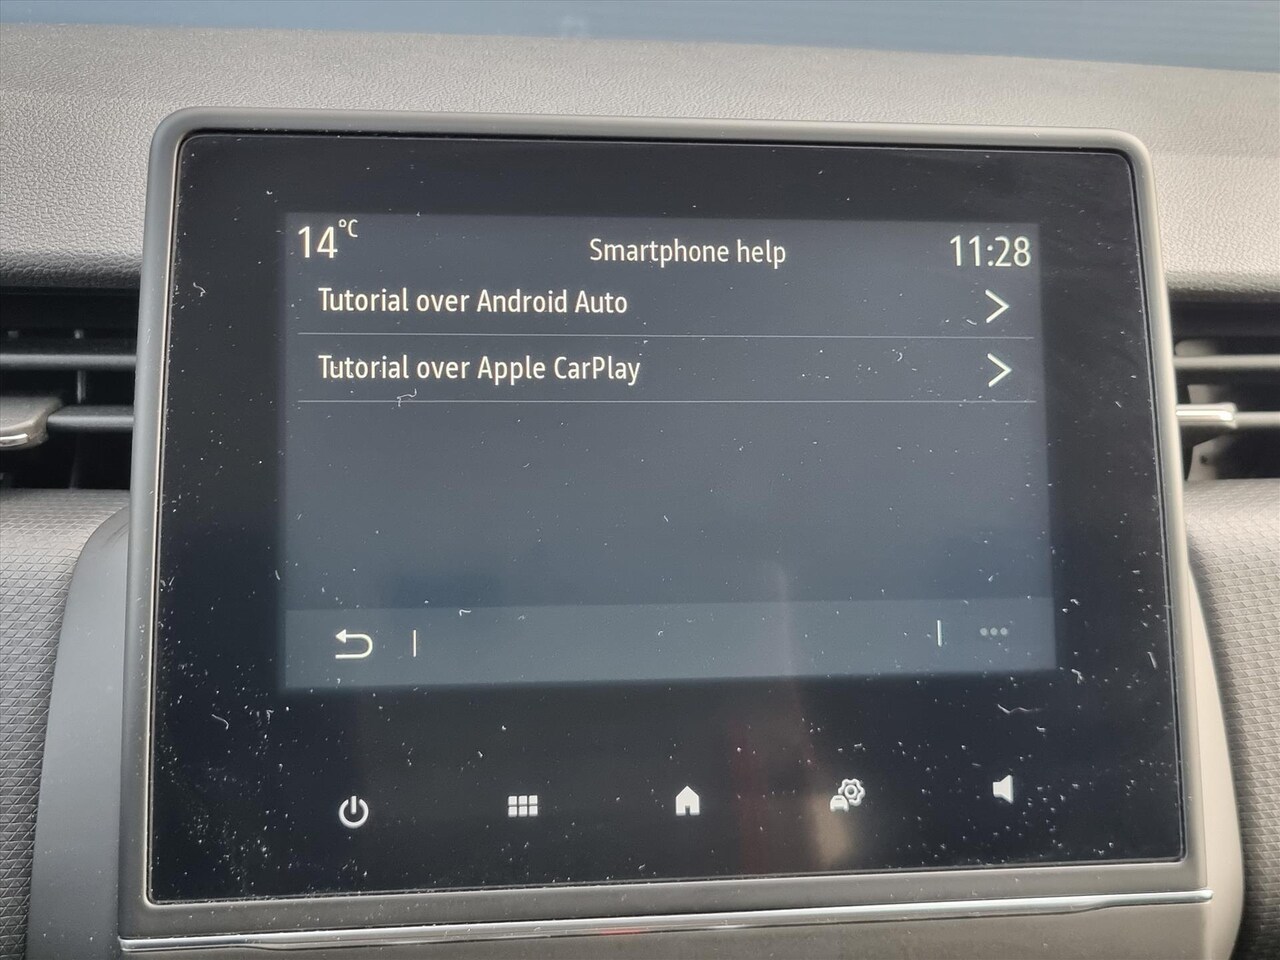 14°C
Smartphone help
11:28
Tutorial over Android Auto
Tutorial over Apple CarPlay